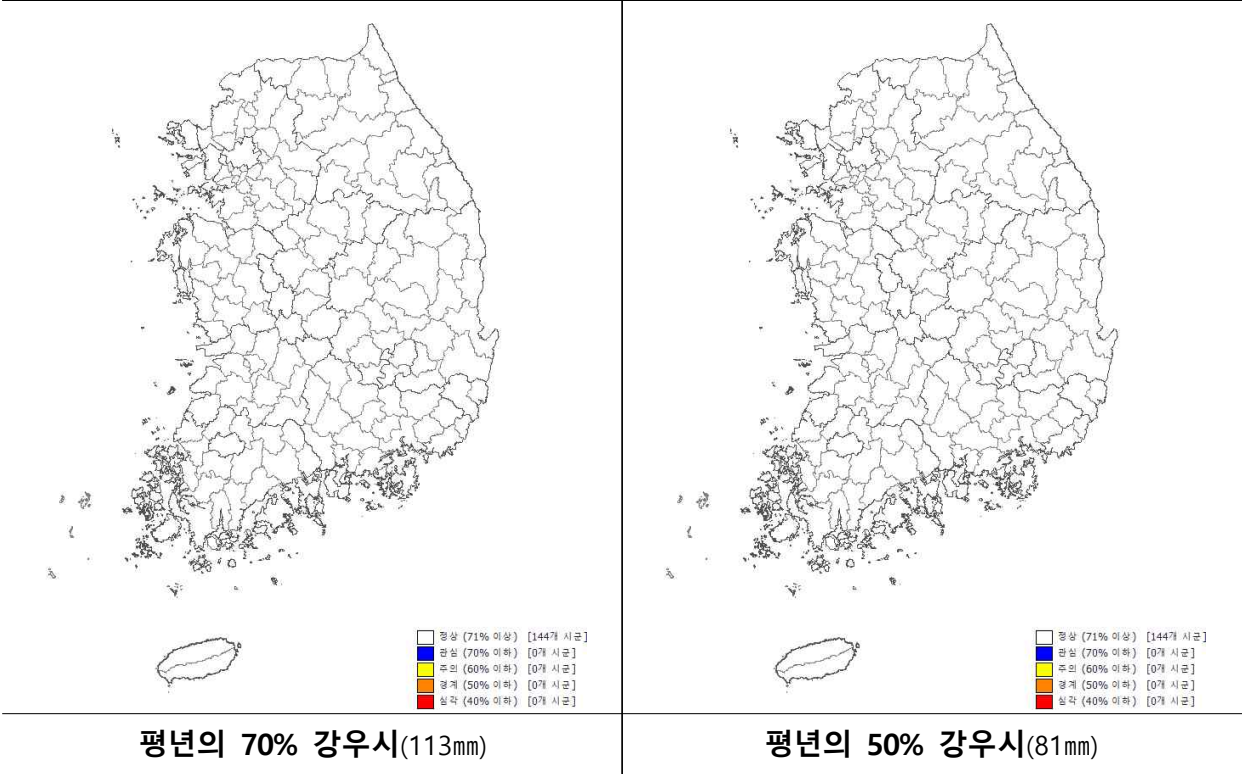 정상 (71% 이상) [144개 시군]
관심 (70% 이하) [0개 시군]
주의 (60% 이하) [0개 시군]
경계 (50% 이하) [0개 시군]
심각 (40% 이하) [0개 시군]
평년의 70% 강우시(113㎜)
정상 (71% 이상) [144개 시군]
관심 (70% 이하) [0개 시군]
주의 (60% 이하) [0개 시군]
경계 (50% 이하) [0개 시군]
심각 (40% 이하) [0개 시군]
평년의 50% 강우시(81㎜)